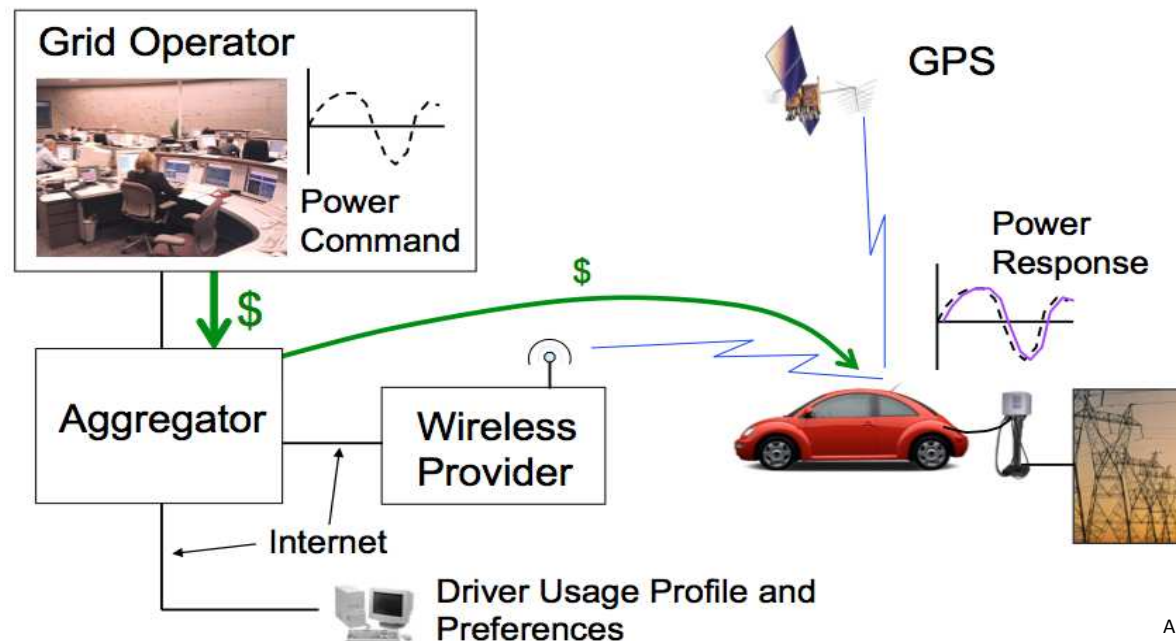 Grid Operator
Power
Command
$
Aggregator
$
Wireless
Provider
Internet
Driver Usage Profile and
Preferences
GPS
Power
Response
A